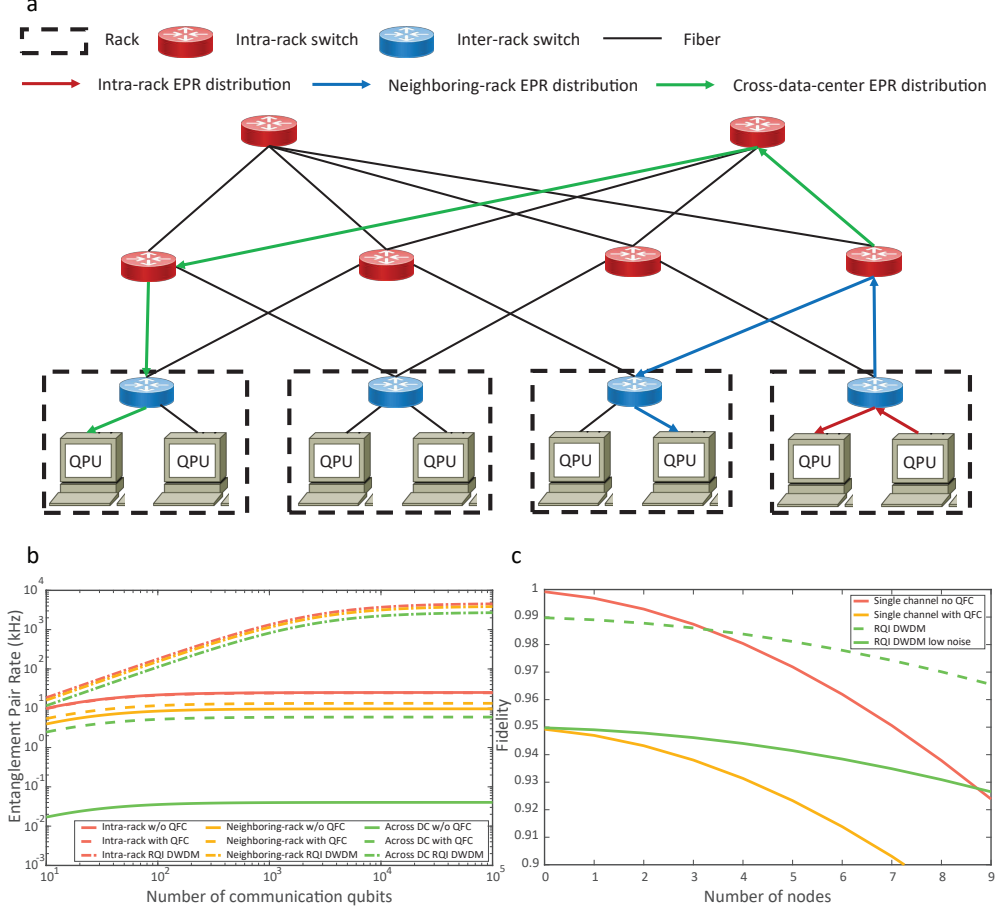 a
Rack Intra-rack switch Inter-rack switch Fiber
Intra-rack EPR distribution Neighboring-rack EPR distribution Cross-data-center EPR distribution
QPU QPU QPU QPU QPU QPU QPU QPU
b
Entanglement Pair Rate (kHz)
10^4
10^3
10^2
10^1
10^0
10^-1
10^-2
10^-3
Intra-rack w/o QFC Neighboring-rack w/o QFC Across DC w/o QFC
Intra-rack with QFC Neighboring-rack with QFC Across DC with QFC
Intra-rack RQI DWDM Neighboring-rack RQI DWDM Across DC RQI DWDM
10^1 10^2 10^3 10^4 10^5
Number of communication qubits
c
Fidelity
1
0.99
0.98
0.97
0.96
0.95
0.94
0.93
0.92
0.91
0.9
Single channel no QFC
Single channel with QFC
RQI DWDM
RQI DWDM low noise
0 1 2 3 4 5 6 7 8 9
Number of nodes